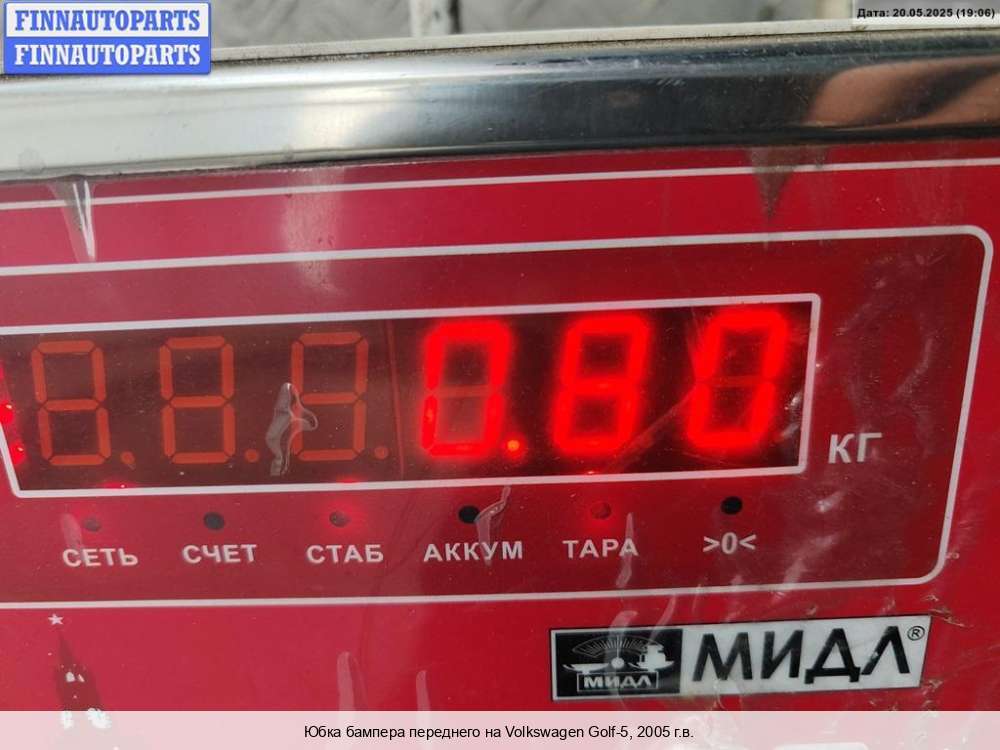 FINNAUTOPARTS
FINNAUTOPARTS
Дата: 20.05.2025 (19:06)
0.80
КГ
СЕТЬ СЧЕТ СТАБ АККУМ ТАРА >0<
МИДЛ
МИДЛ®
Юбка бампера переднего на Volkswagen Golf-5, 2005 г.в.